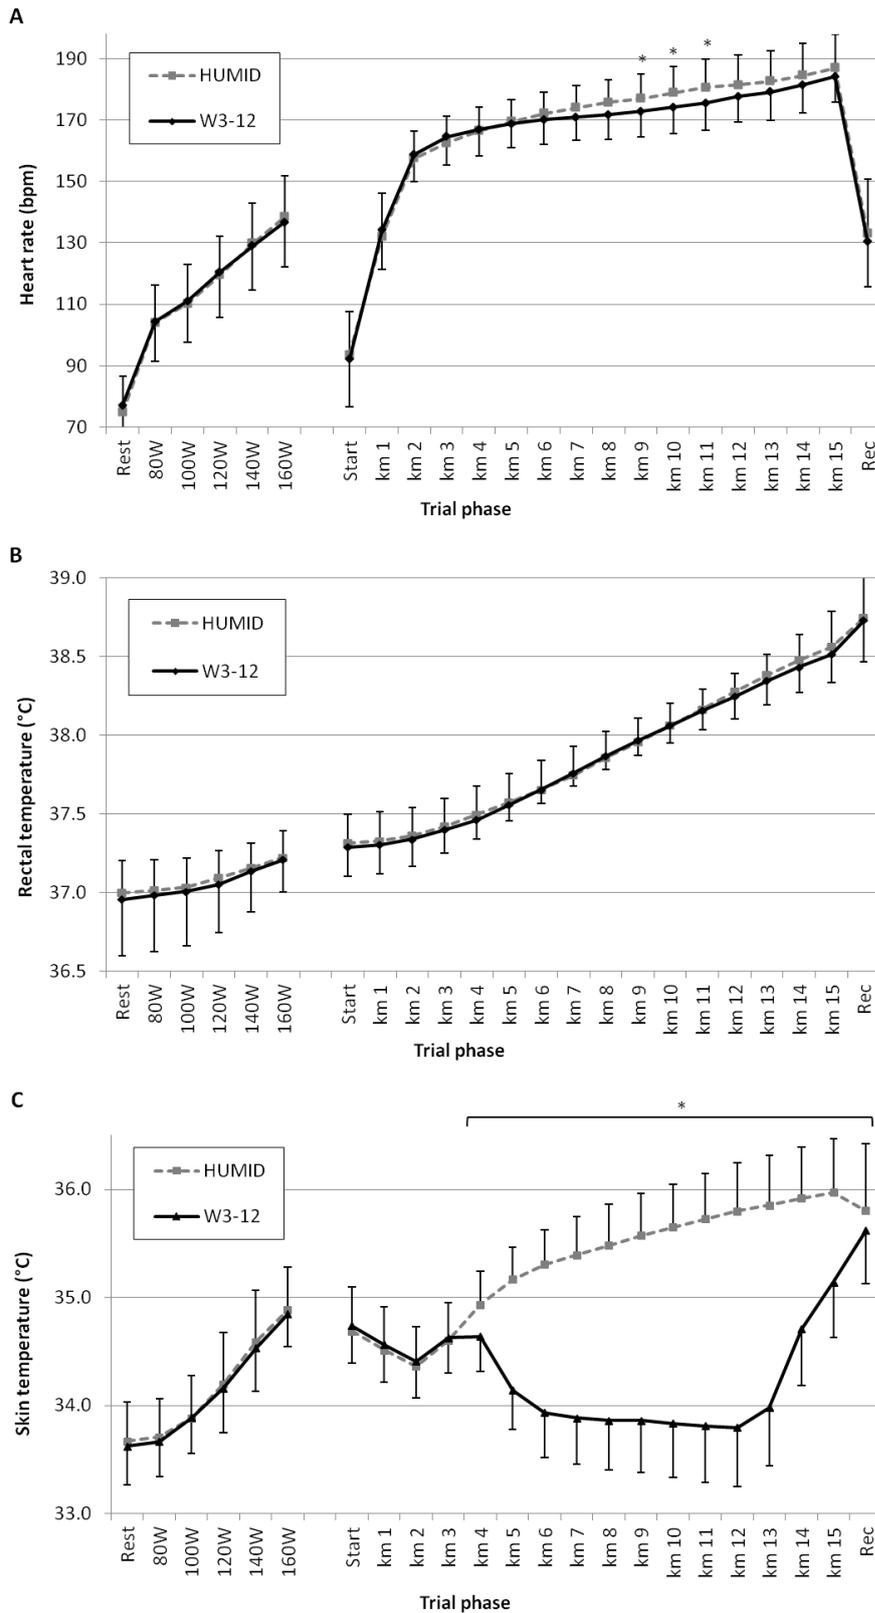 A
190
170
150
130
110
90
70
Heart rate (bpm)
HUMID
W3-12
* * *
Rest 80W 100W 120W 140W 160W Start km 1 km 2 km 3 km 4 km 5 km 6 km 7 km 8 km 9 km 10 km 11 km 12 km 13 km 14 km 15 Rec
Trial phase
B
39.0
38.5
38.0
37.5
37.0
36.5
Rectal temperature (°C)
HUMID
W3-12
Rest 80W 100W 120W 140W 160W Start km 1 km 2 km 3 km 4 km 5 km 6 km 7 km 8 km 9 km 10 km 11 km 12 km 13 km 14 km 15 Rec
Trial phase
C
*
36.0
35.0
34.0
33.0
Skin temperature (°C)
HUMID
W3-12
Rest 80W 100W 120W 140W 160W Start km 1 km 2 km 3 km 4 km 5 km 6 km 7 km 8 km 9 km 10 km 11 km 12 km 13 km 14 km 15 Rec
Trial phase